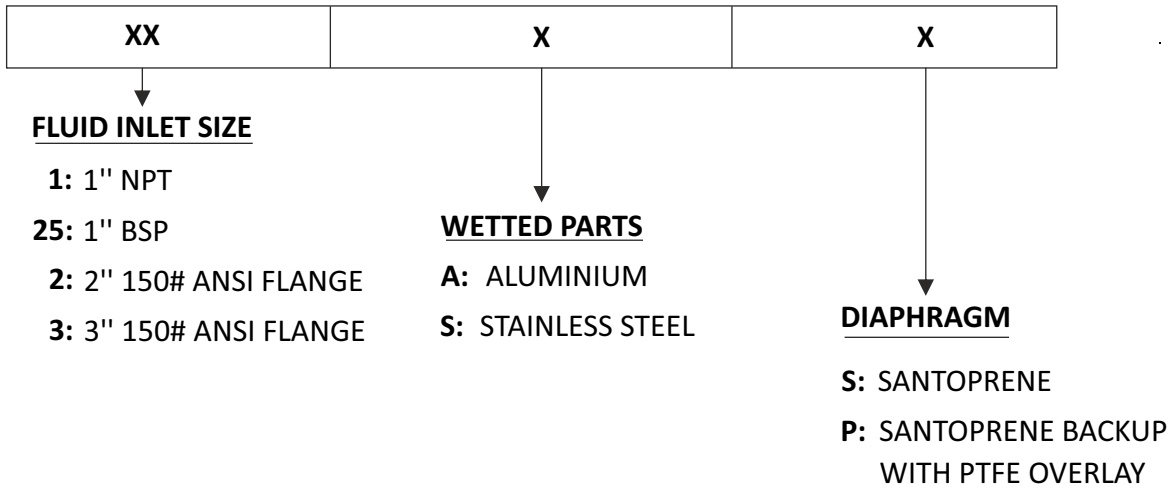 XX X X
FLUID INLET SIZE
1: 1'' NPT
25: 1'' BSP
2: 2'' 150# ANSI FLANGE
3: 3'' 150# ANSI FLANGE
WETTED PARTS
A: ALUMINIUM
S: STAINLESS STEEL
DIAPHRAGM
S: SANTOPRENE
P: SANTOPRENE BACKUP
WITH PTFE OVERLAY